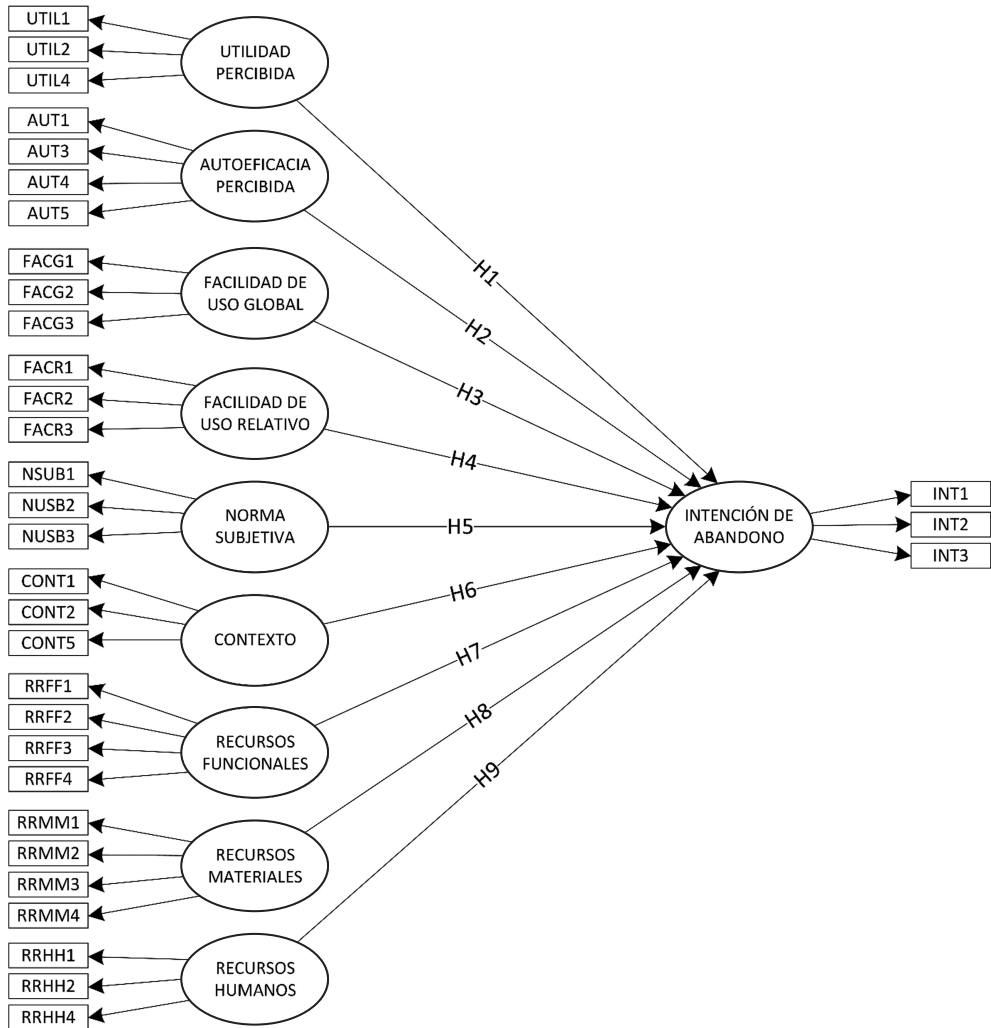 UTIL1
UTIL2
UTIL4
UTILIDAD
PERCIBIDA
AUT1
AUT3
AUT4
AUT5
AUTOEFICACIA
PERCIBIDA
FACG1
FACG2
FACG3
FACILIDAD DE
USO GLOBAL
FACR1
FACR2
FACR3
FACILIDAD DE
USO RELATIVO
NSUB1
NUSB2
NUSB3
NORMA
SUBJETIVA
CONT1
CONT2
CONT5
CONTEXTO
RRFF1
RRFF2
RRFF3
RRFF4
RECURSOS
FUNCIONALES
RRMM1
RRMM2
RRMM3
RRMM4
RECURSOS
MATERIALES
RRHH1
RRHH2
RRHH4
RECURSOS
HUMANOS
H1
H2
H3
H4
H5
H6
H7
H8
H9
INTENCIÓN DE
ABANDONO
INT1
INT2
INT3